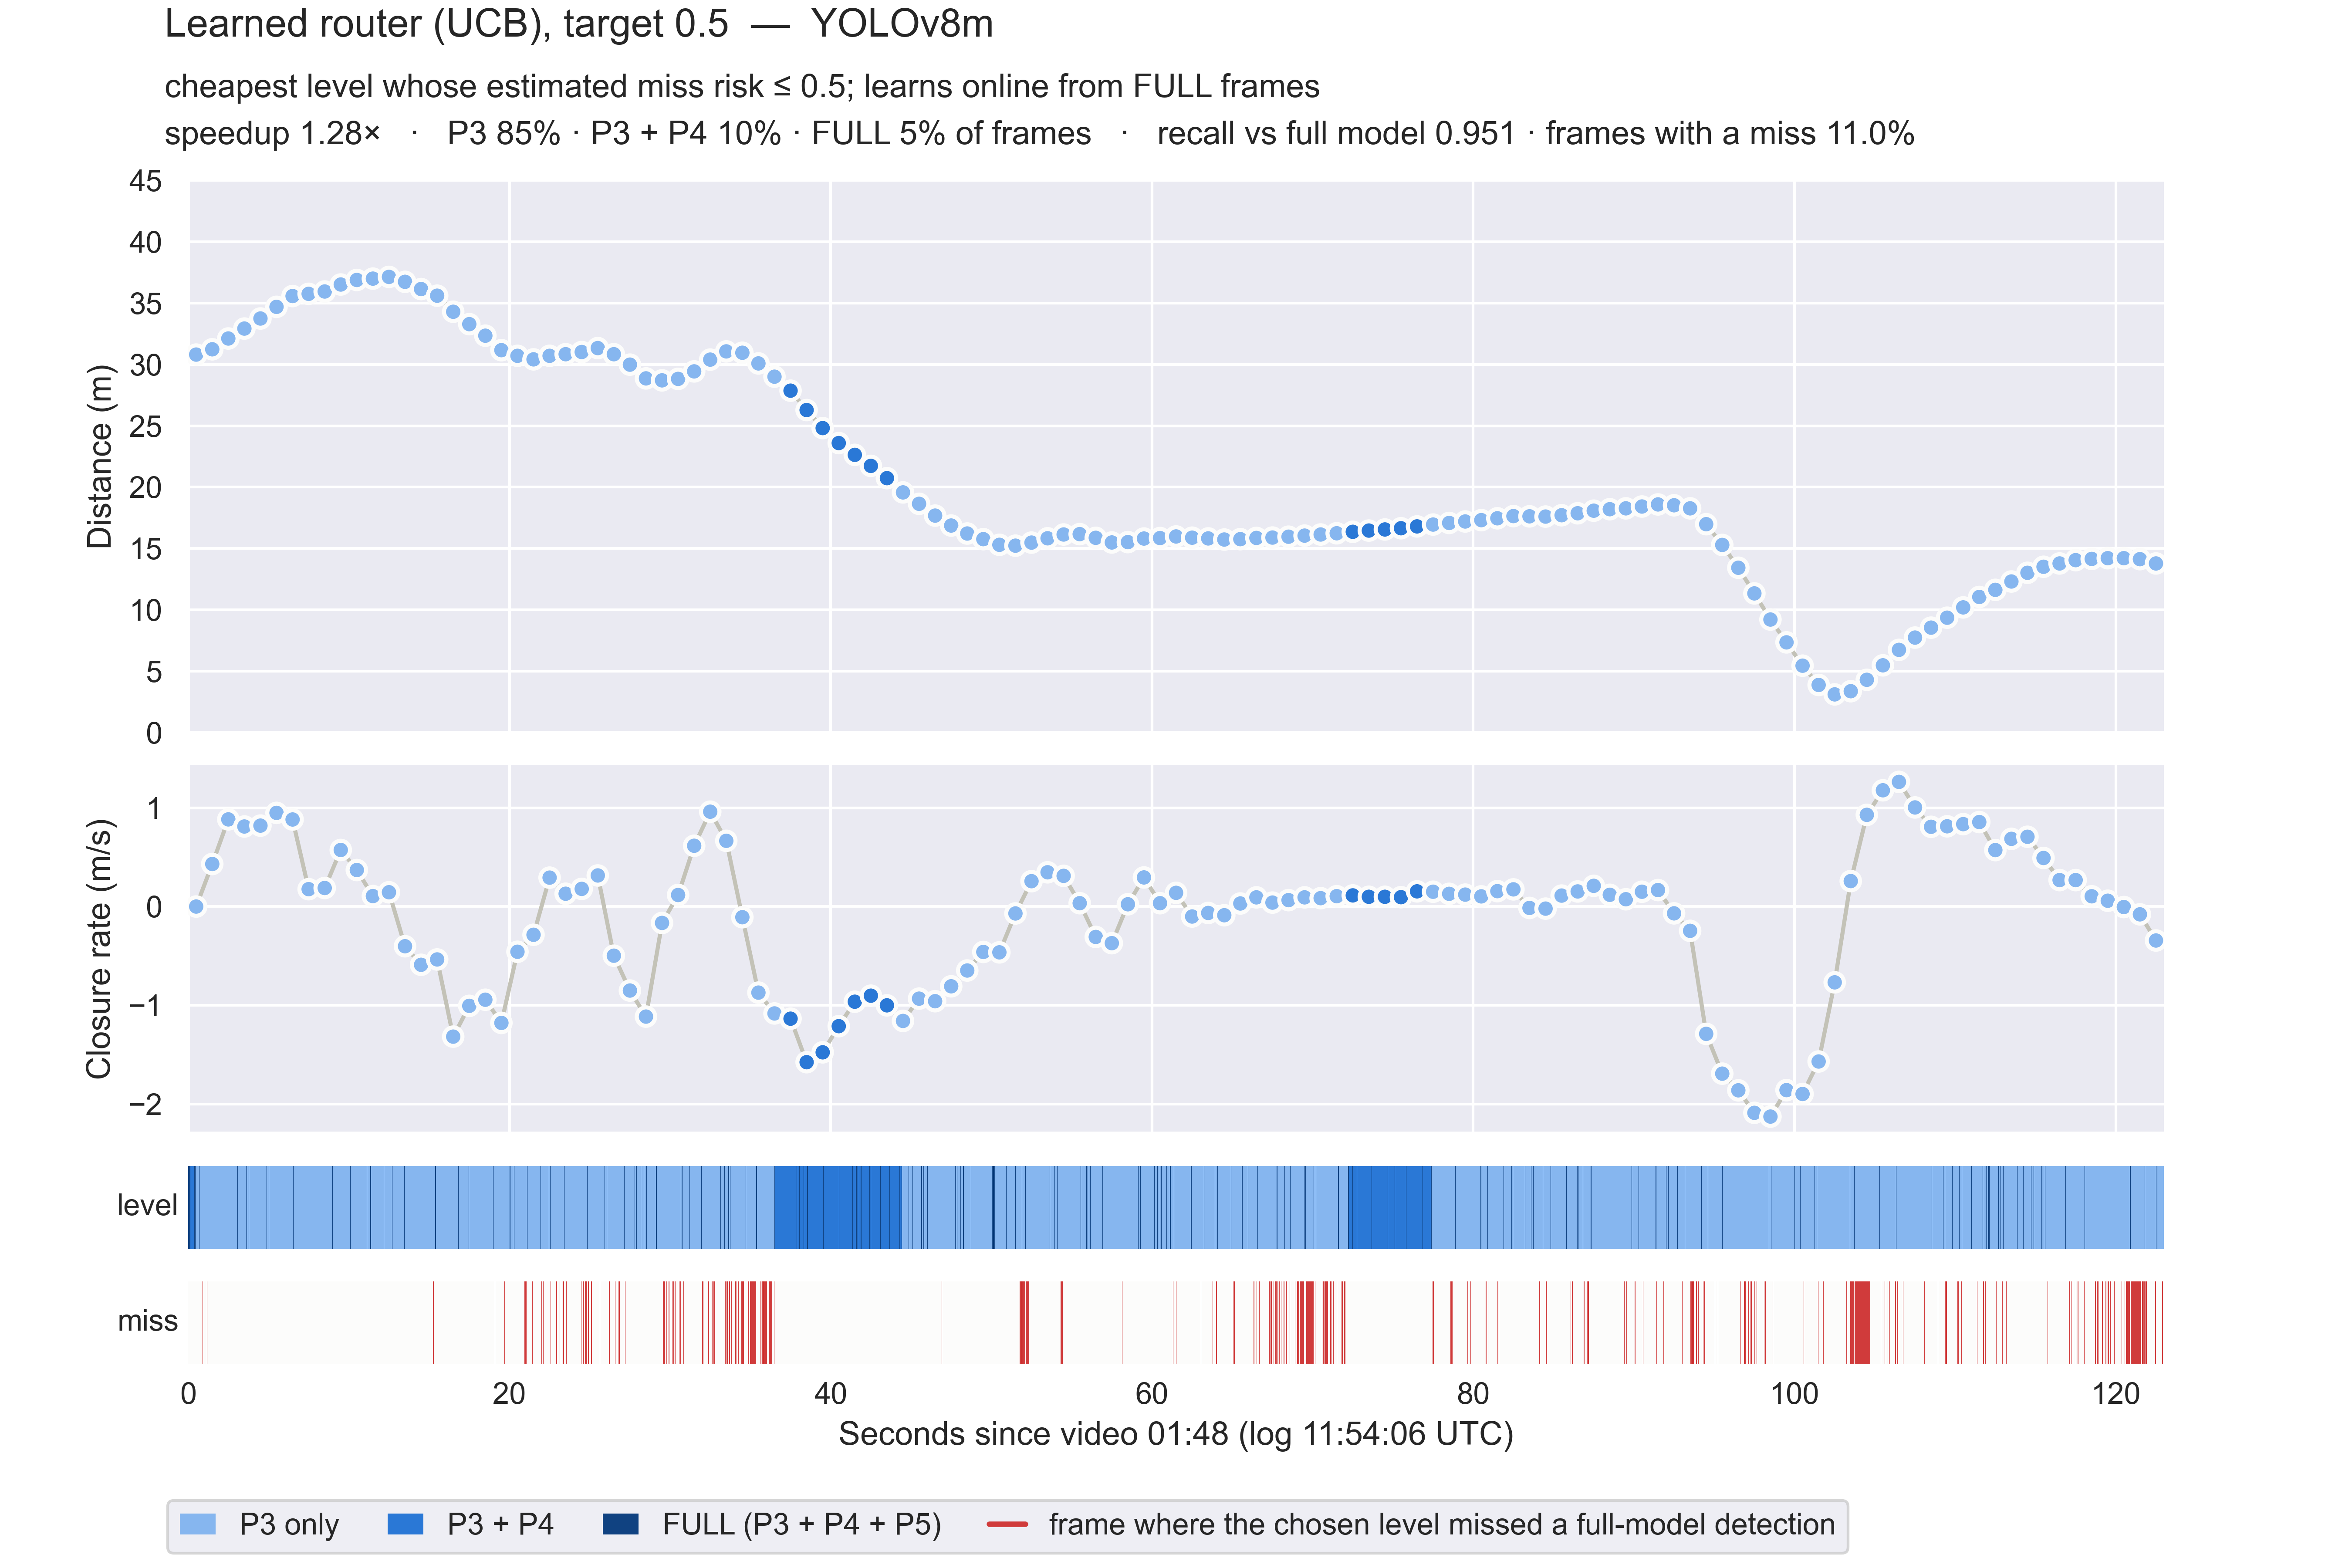 Learned router (UCB), target 0.5 — YOLOv8m
cheapest level whose estimated miss risk ≤ 0.5; learns online from FULL frames
speedup 1.28× · P3 85% · P3 + P4 10% · FULL 5% of frames · recall vs full model 0.951 · frames with a miss 11.0%
45
40
35
30
25
20
15
10
5
0
Distance (m)
1
0
−1
−2
Closure rate (m/s)
level
miss
0 20 40 60 80 100 120
Seconds since video 01:48 (log 11:54:06 UTC)
P3 only P3 + P4 FULL (P3 + P4 + P5) frame where the chosen level missed a full-model detection